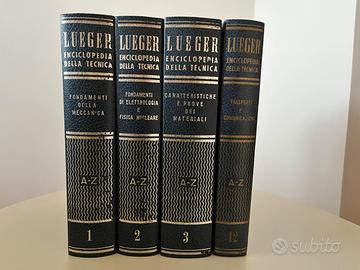 LUEGER
ENCICLOPEDIA
DELLA TECNICA
FONDAMENTI
DELLA
MECCANICA
A-Z
1
LUEGER
ENCICLOPEDIA
DELLA TECNICA
FONDAMENTI
DI ELETTROLOGIA
E
FISICA NUCLEARE
A-Z
2
LUEGER
ENCICLOPEDIA
DELLA TECNICA
CARATTERISTICHE
E PROVE
DEI
MATERIALI
A-Z
3
LUEGER
ENCICLOPEDIA
DELLA TECNICA
TRASPORTI
E
COMUNICAZIONI
A-Z
12
subito